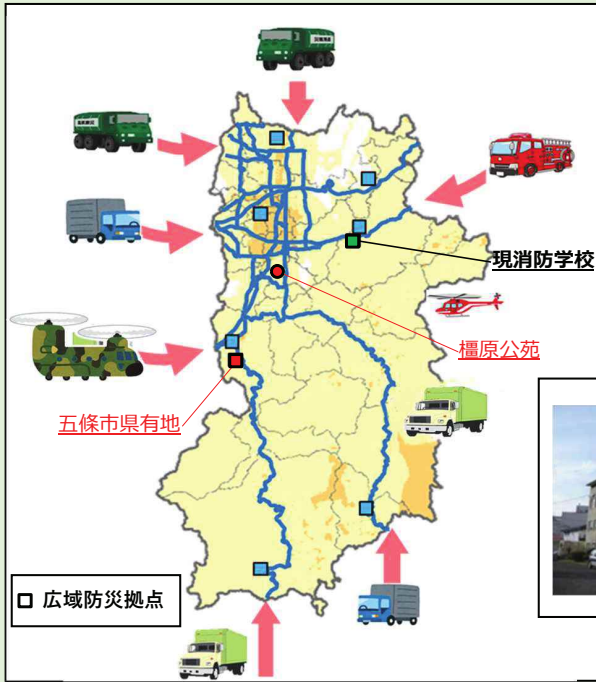 現消防学校
橿原公苑
五條市県有地
□ 広域防災拠点